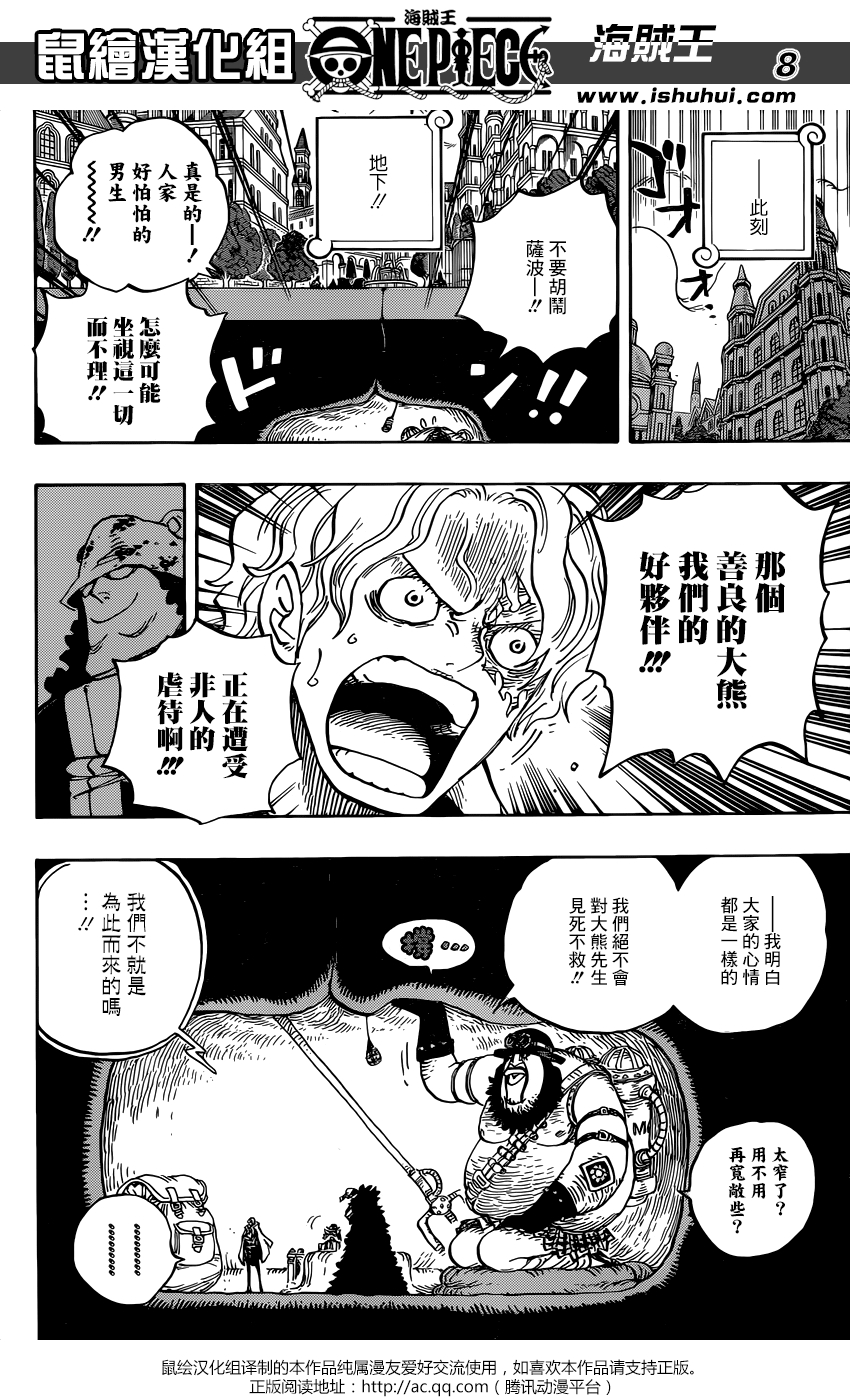 鼠繪漢化組
海賊王
ONE PIECE
海賊王
8
www.ishuhui.com
——此刻
ゴゴオオ
地下!!
不要胡鬧
薩波—!!
真是的—!
人家
好怕怕的
男生
~~~~!!
怎麼可能
坐視這一切
而不理!!
ドン!!
那個
善良的大熊
我們的
好夥伴!!!
正在遭受
非人的
虐待啊!!!
——我明白
大家的心情
都是一樣的
我們絕不會
對大熊先生
見死不救!!
撐…
我們不就是
為此而來的嗎
…!!
太窄了？
用不用
再寬敞些？
………
………
M
鼠绘汉化组译制的本作品纯属漫友爱好交流使用，如喜欢本作品请支持正版。
正版阅读地址：http://ac.qq.com（腾讯动漫平台）